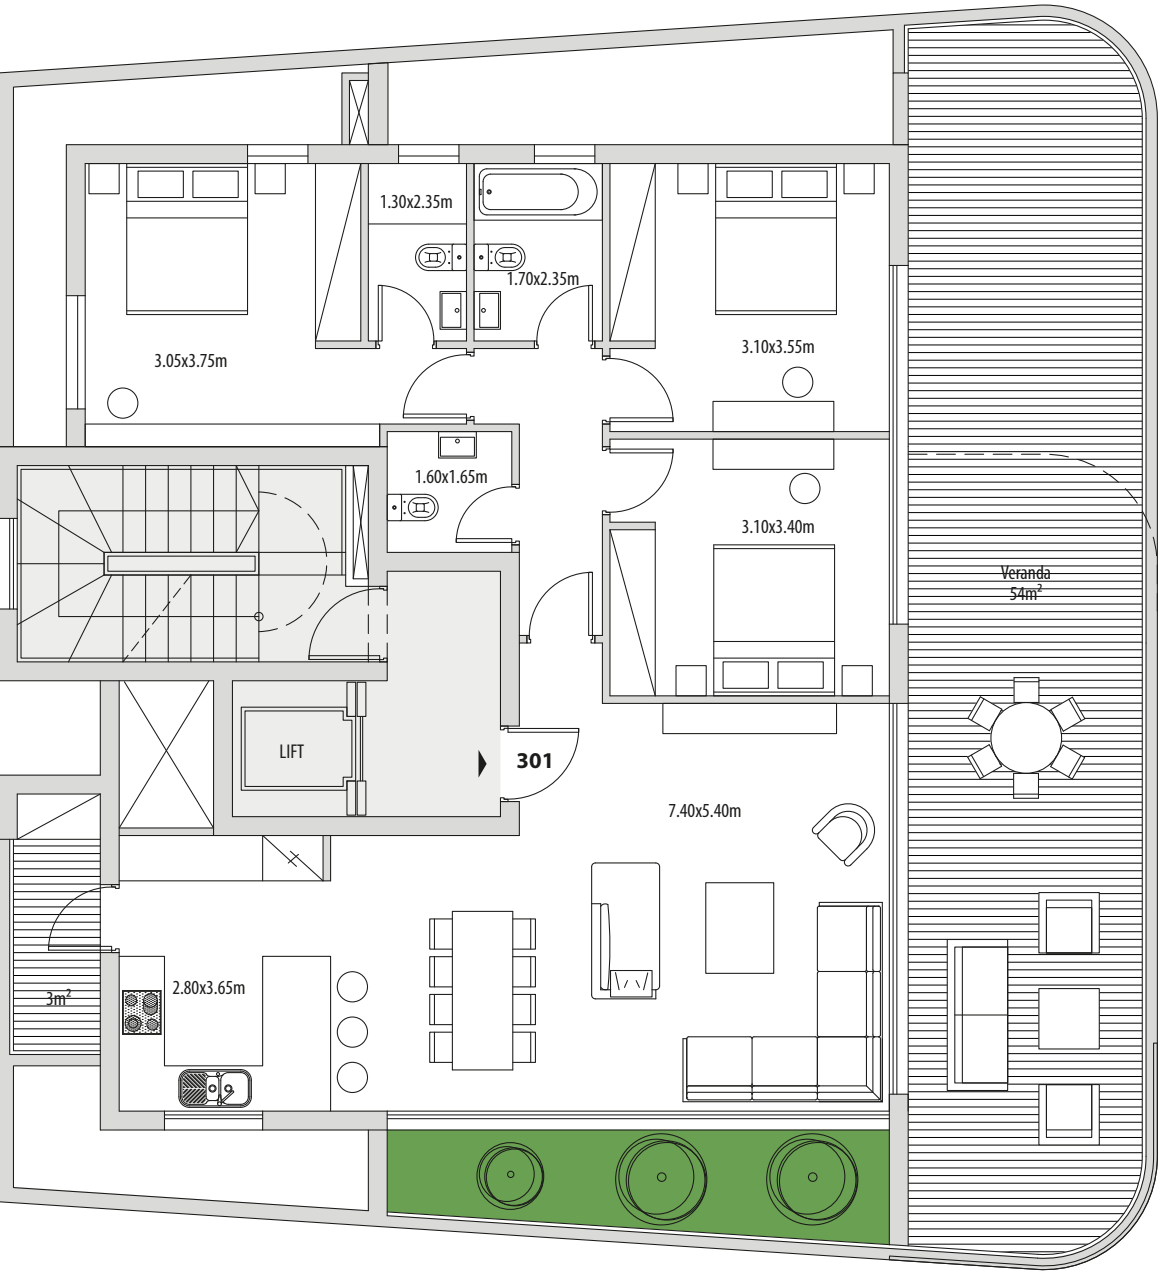 1.30x2.35m
1.70x2.35m
3.05x3.75m
3.10x3.55m
1.60x1.65m
3.10x3.40m
Veranda
54m²
LIFT
301
7.40x5.40m
2.80x3.65m
3m²